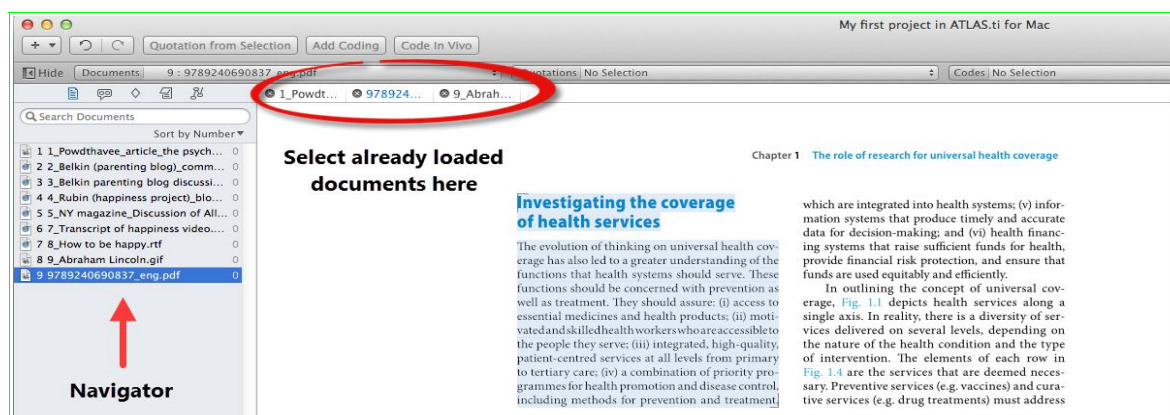 My first project in ATLAS.ti for Mac
+ Quotation from Selection Add Coding Code In Vivo
Hide Documents 9 : 9789240690837_eng.pdf Quotations No Selection Codes No Selection
1_Powdt... 978924... 9_Abrah...
Search Documents
Sort by Number
1 1_Powdthavee_article_the psych... 0
2 2_Belkin (parenting blog)_comm... 0
3 3_Belkin parenting blog discussi... 0
4 4_Rubin (happiness project)_blo... 0
5 5_NY magazine_Discussion of All... 0
6 7_Transcript of happiness video.... 0
7 8_How to be happy.rtf 0
8 9_Abraham Lincoln.gif 0
9 9789240690837_eng.pdf 0
Navigator
Select already loaded
documents here
Chapter 1 The role of research for universal health coverage
Investigating the coverage
of health services
The evolution of thinking on universal health cov-
erage has also led to a greater understanding of the
functions that health systems should serve. These
functions should be concerned with prevention as
well as treatment. They should assure: (i) access to
essential medicines and health products; (ii) moti-
vated and skilled health workers who are accessible to
the people they serve; (iii) integrated, high-quality,
patient-centred services at all levels from primary
to tertiary care; (iv) a combination of priority pro-
grammes for health promotion and disease control,
including methods for prevention and treatment,
which are integrated into health systems; (v) infor-
mation systems that produce timely and accurate
data for decision-making; and (vi) health financ-
ing systems that raise sufficient funds for health,
provide financial risk protection, and ensure that
funds are used equitably and efficiently.
In outlining the concept of universal cov-
erage, Fig. 1.1 depicts health services along a
single axis. In reality, there is a diversity of ser-
vices delivered on several levels, depending on
the nature of the health condition and the type
of intervention. The elements of each row in
Fig. 1.4 are the services that are deemed neces-
sary. Preventive services (e.g. vaccines) and cura-
tive services (e.g. drug treatments) must address